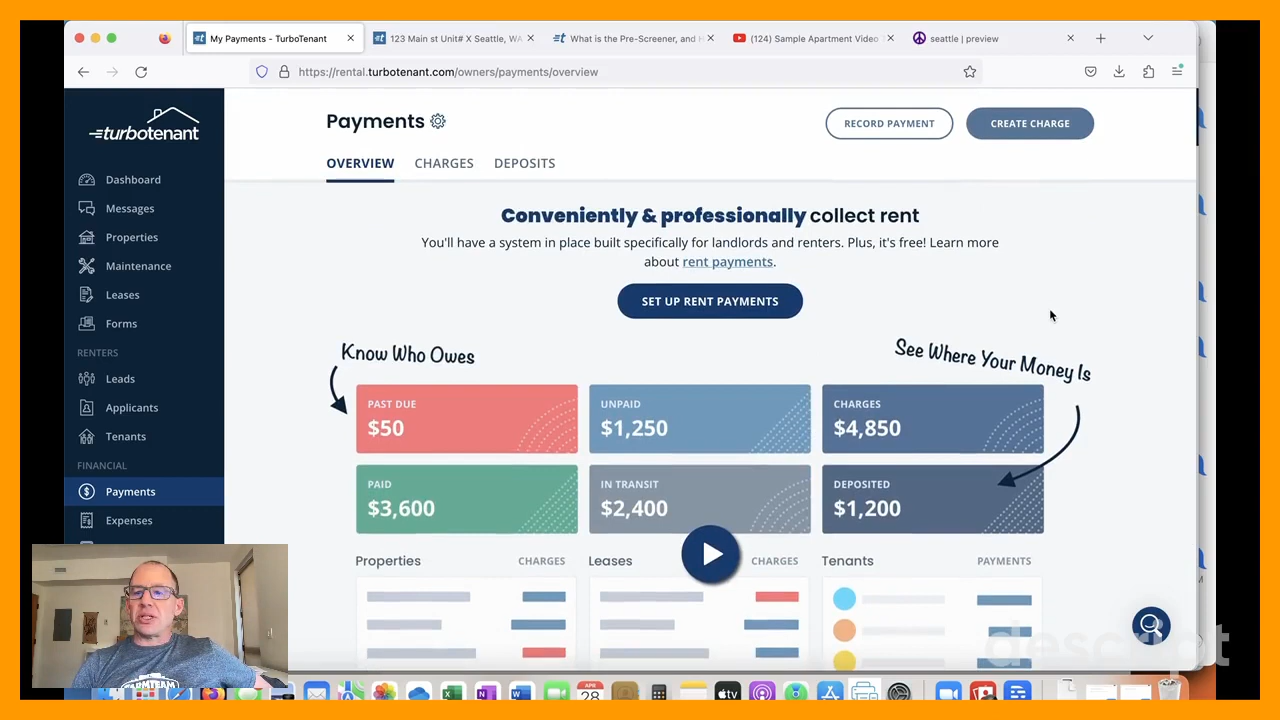 My Payments - TurboTenant
123 Main st Unit# X Seattle, WA
What is the Pre-Screener, and H
(124) Sample Apartment Video
seattle | preview
https://rental.turbotenant.com/owners/payments/overview
turbotenant
Dashboard
Messages
Properties
Maintenance
Leases
Forms
RENTERS
Leads
Applicants
Tenants
FINANCIAL
Payments
Expenses
Payments
RECORD PAYMENT
CREATE CHARGE
OVERVIEW CHARGES DEPOSITS
Conveniently & professionally collect rent
You'll have a system in place built specifically for landlords and renters. Plus, it's free! Learn more
about rent payments.
SET UP RENT PAYMENTS
Know Who Owes
See Where Your Money Is
PAST DUE
$50
UNPAID
$1,250
CHARGES
$4,850
PAID
$3,600
IN TRANSIT
$2,400
DEPOSITED
$1,200
Properties CHARGES
Leases CHARGES
Tenants PAYMENTS
descript
FARMTEAM
APR
28
tv